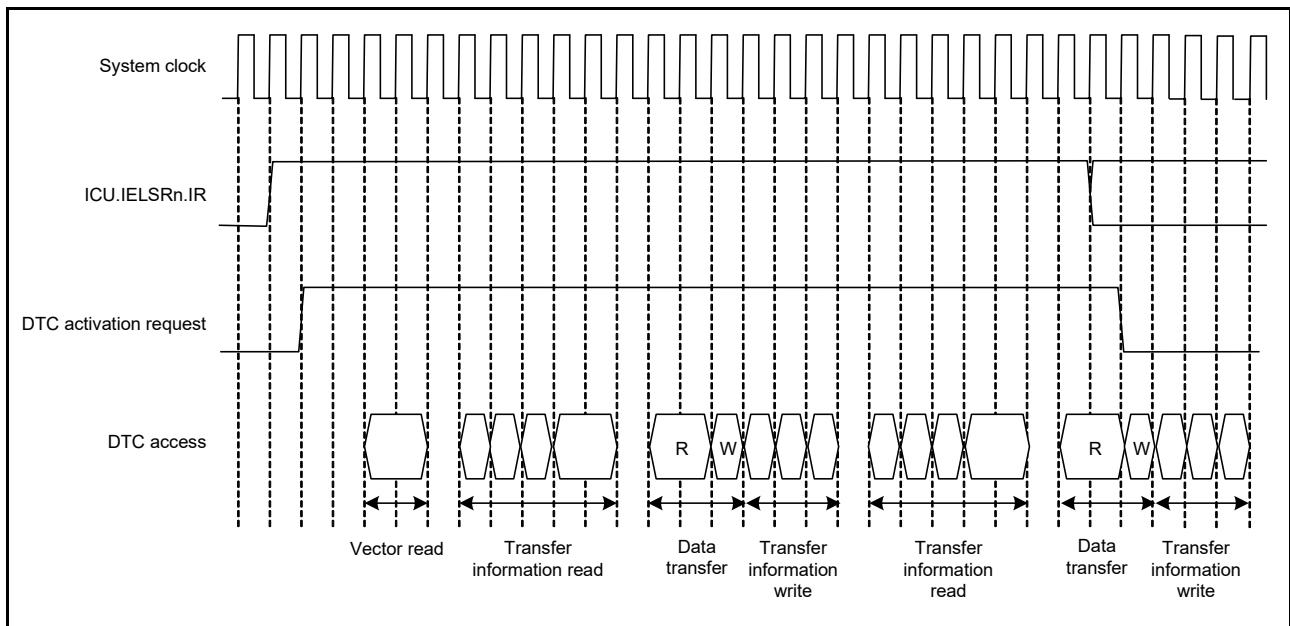 System clock
ICU.IELSRn.IR
DTC activation request
DTC access
R
W
R
W
Vector read
Transfer
information read
Data
transfer
Transfer
information
write
Transfer
information
read
Data
transfer
Transfer
information
write